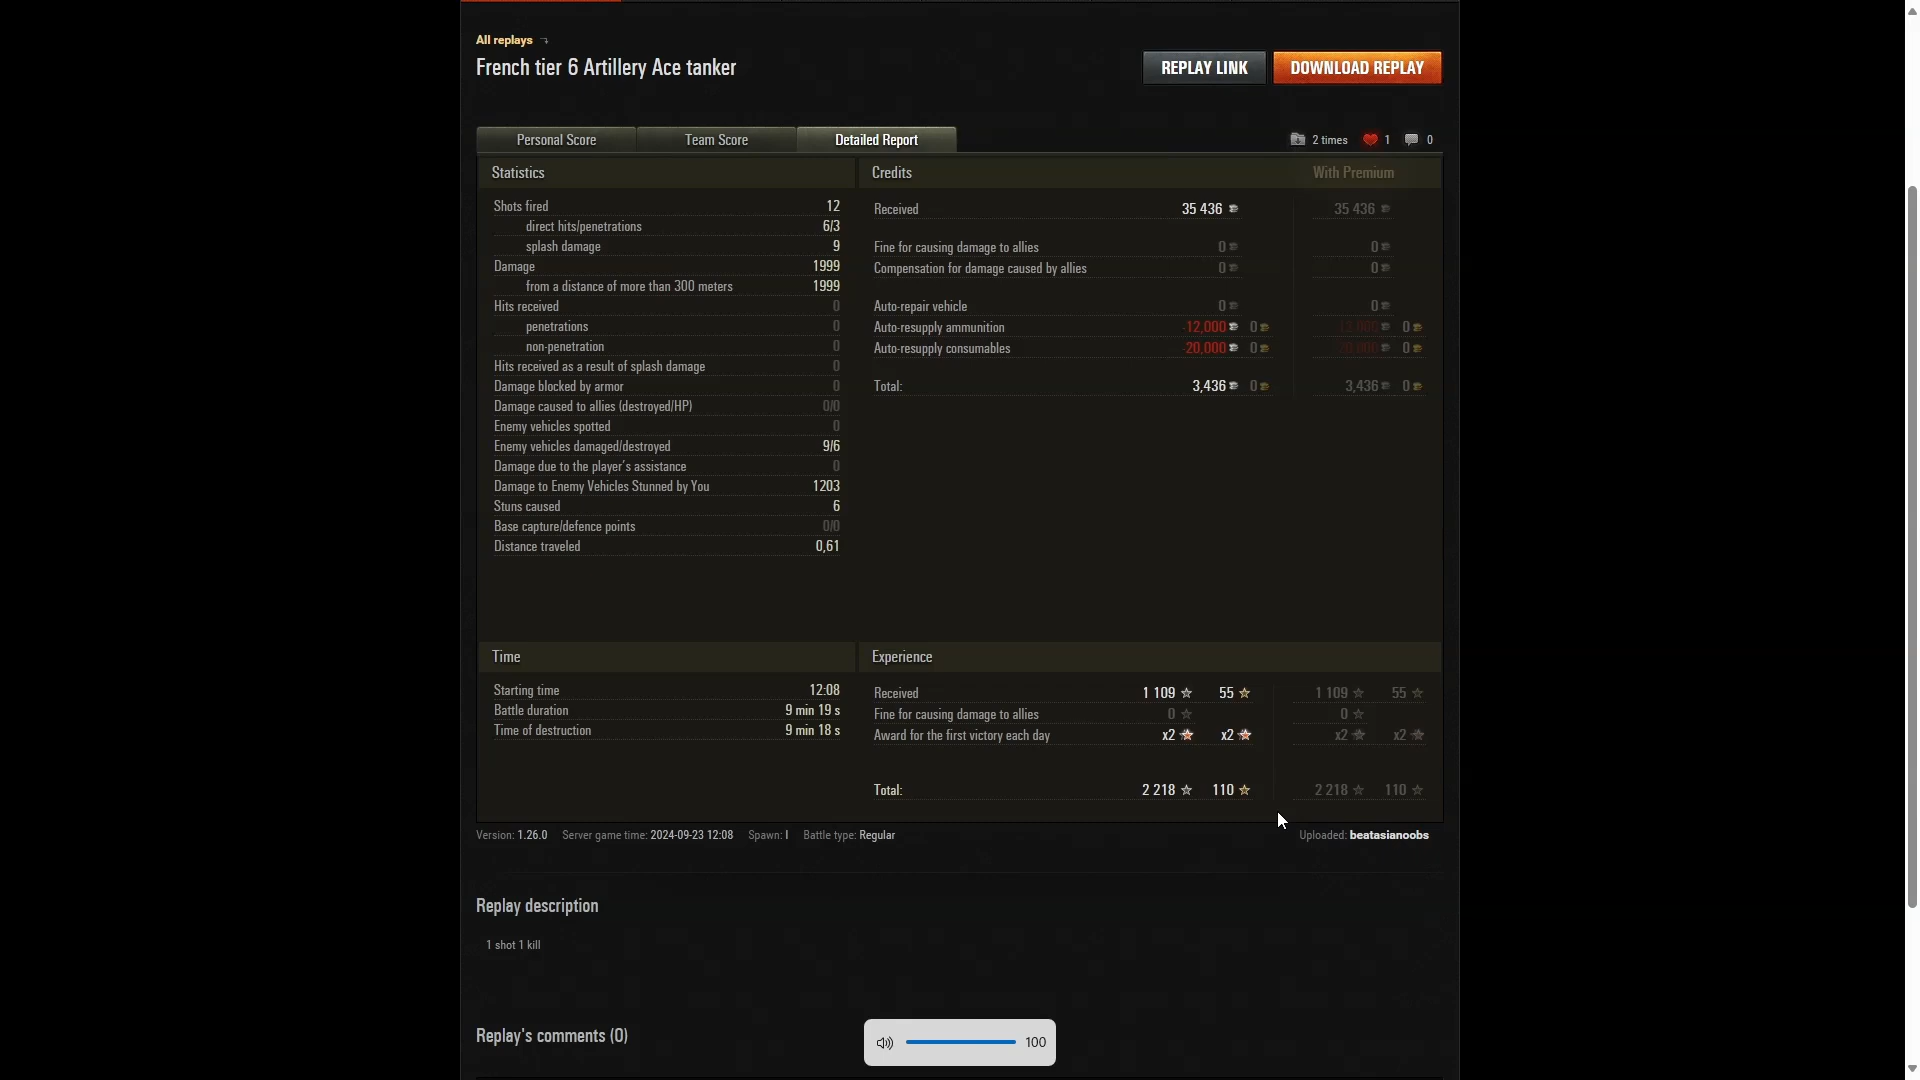 All replays
French tier 6 Artillery Ace tanker
REPLAY LINK
DOWNLOAD REPLAY
Personal Score
Team Score
Detailed Report
2 times
1
0
Statistics
Shots fired 12
direct hits/penetrations 6/3
splash damage 9
Damage 1999
from a distance of more than 300 meters 1999
Hits received 0
penetrations 0
non-penetration 0
Hits received as a result of splash damage 0
Damage blocked by armor 0
Damage caused to allies (destroyed/HP) 0/0
Enemy vehicles spotted 0
Enemy vehicles damaged/destroyed 9/6
Damage due to the player's assistance 0
Damage to Enemy Vehicles Stunned by You 1203
Stuns caused 6
Base capture/defence points 0/0
Distance traveled 0,61
Credits With Premium
Received 35 436 35 436
Fine for causing damage to allies 0 0
Compensation for damage caused by allies 0 0
Auto-repair vehicle 0 0
Auto-resupply ammunition -12,000 0 -12,000 0
Auto-resupply consumables -20,000 0 -20,000 0
Total: 3,436 0 3,436 0
Time
Starting time 12:08
Battle duration 9 min 19 s
Time of destruction 9 min 18 s
Experience
Received 1 109 55 1 109 55
Fine for causing damage to allies 0 0
Award for the first victory each day x2 x2 x2 x2
Total: 2 218 110 2 218 110
Version: 1.26.0 Server game time: 2024-09-23 12:08 Spawn: I Battle type: Regular
Uploaded: beatasianoobs
Replay description
1 shot 1 kill
Replay's comments (0)
100